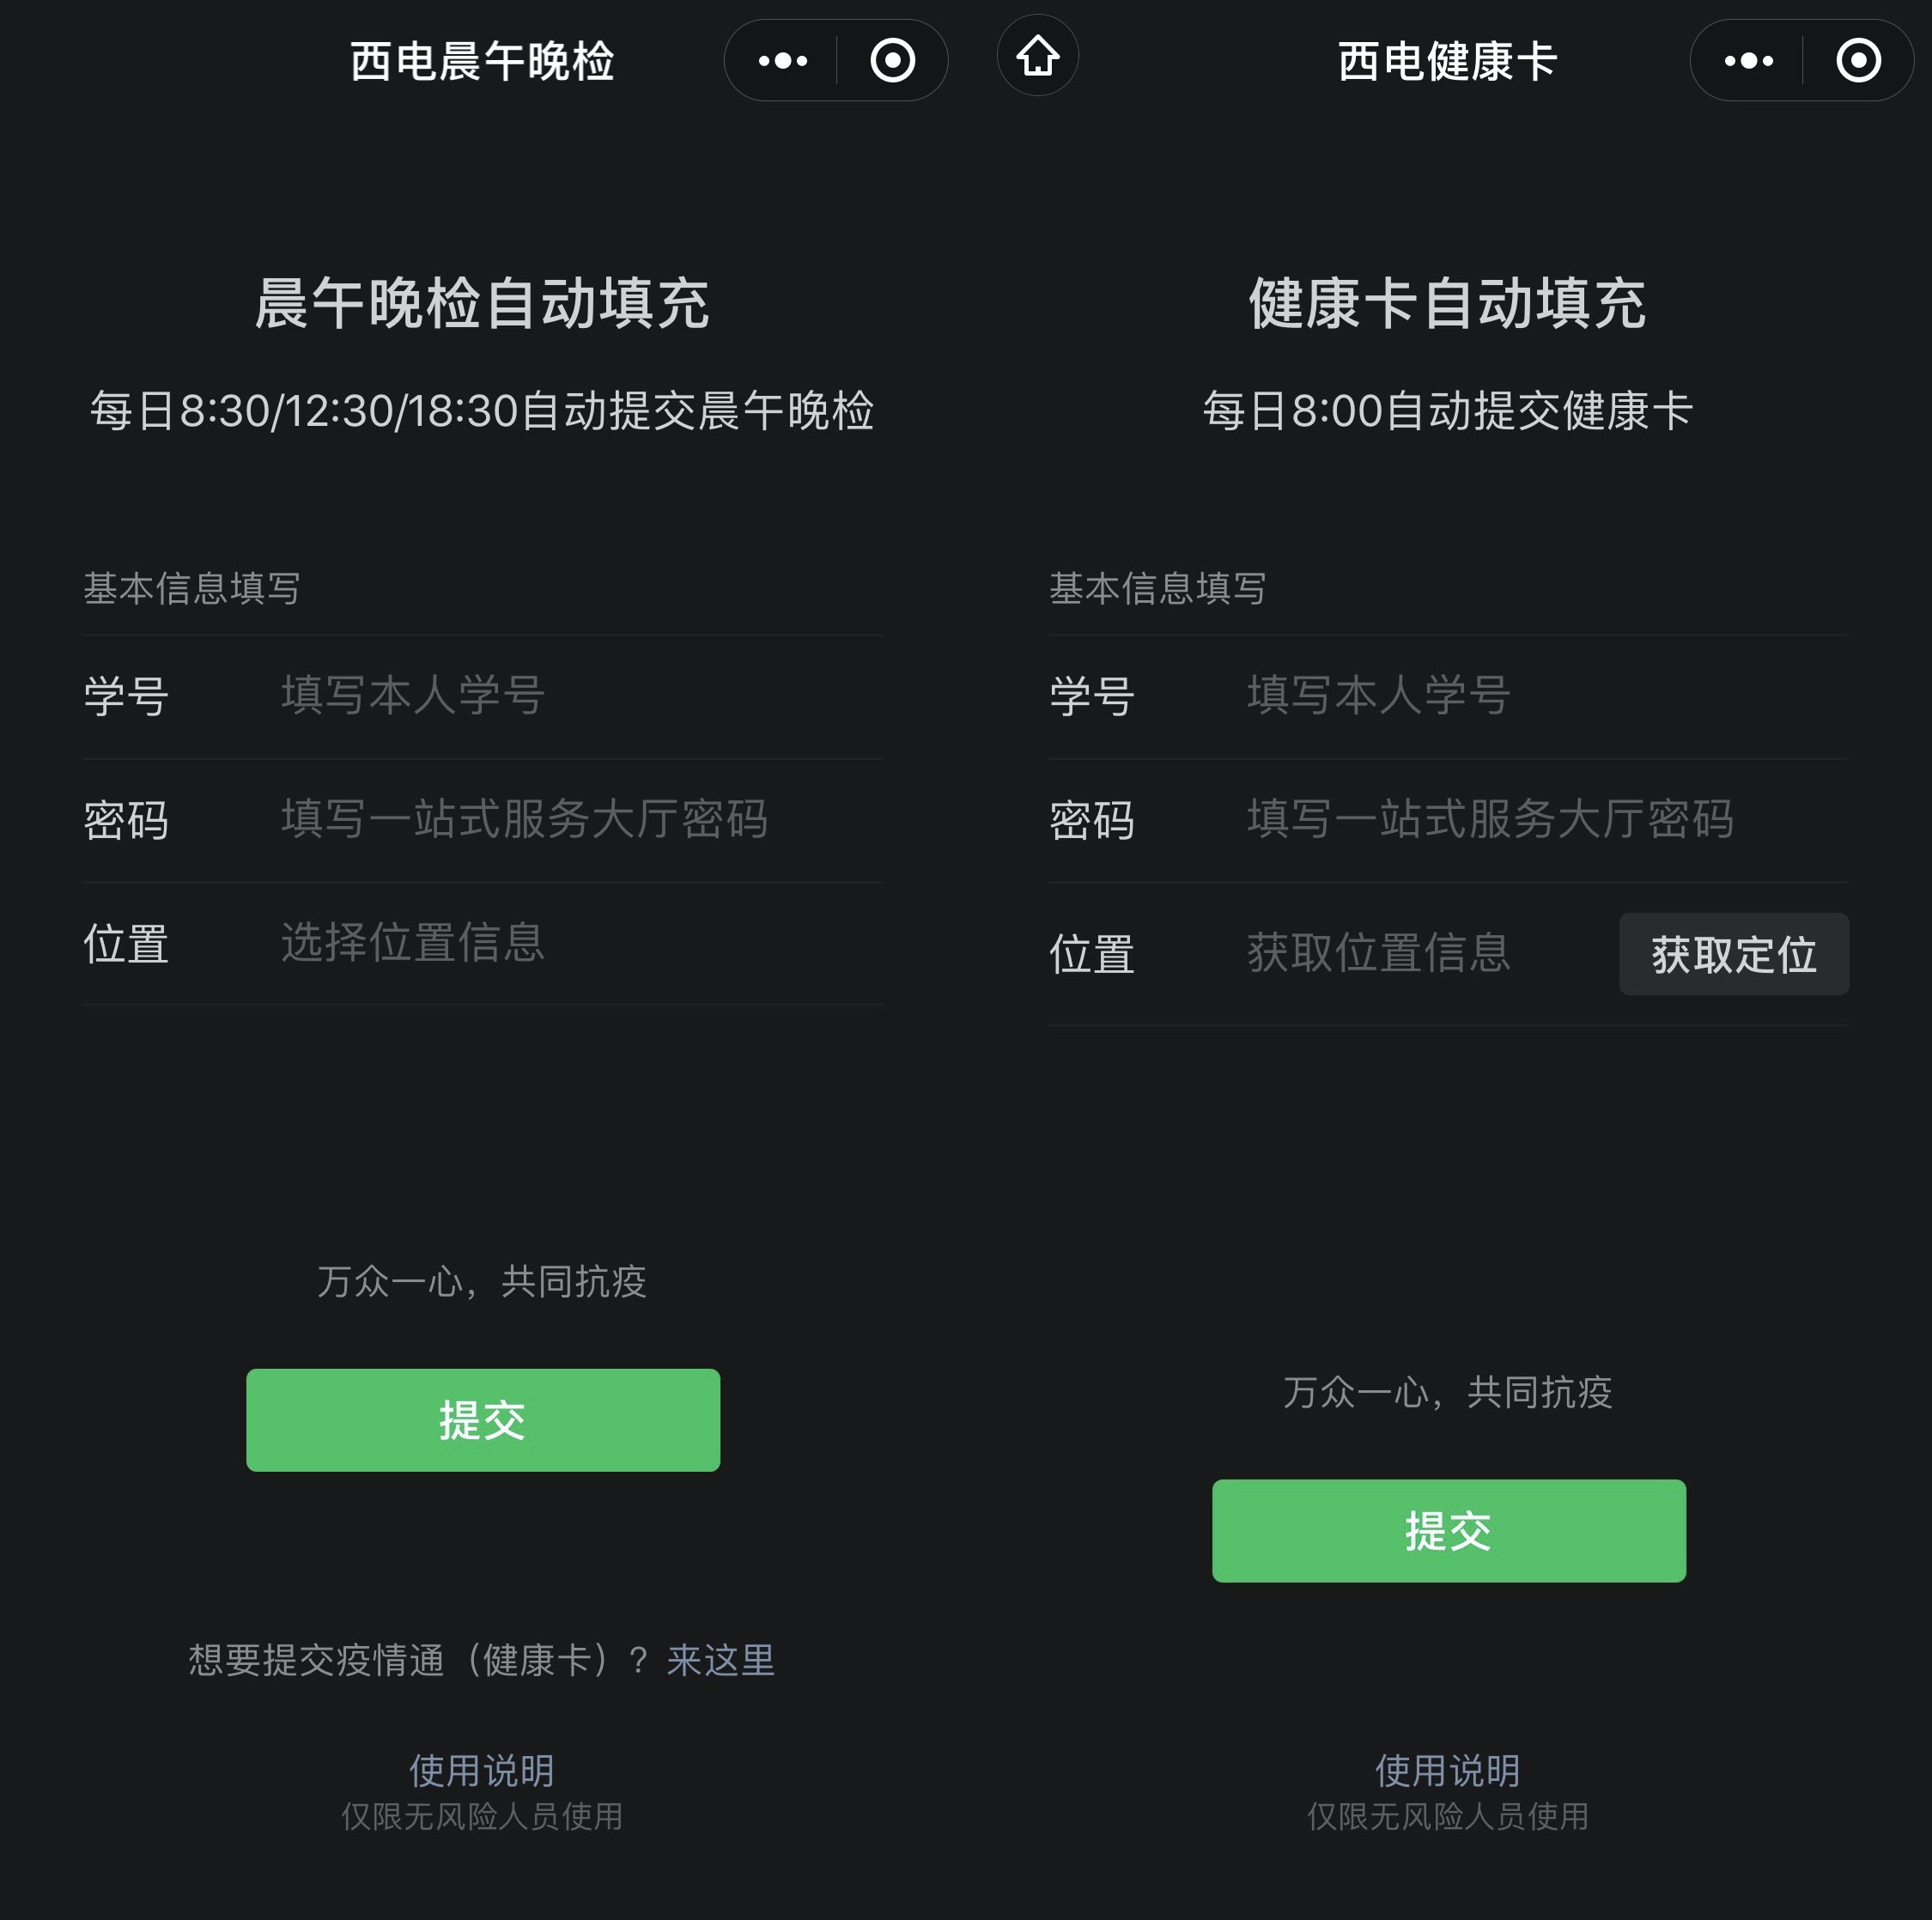 西电晨午晚检
晨午晚检自动填充
每日8:30/12:30/18:30自动提交晨午晚检
基本信息填写
学号 填写本人学号
密码 填写一站式服务大厅密码
位置 选择位置信息
万众一心，共同抗疫
提交
想要提交疫情通（健康卡）？来这里
使用说明
仅限无风险人员使用
西电健康卡
健康卡自动填充
每日8:00自动提交健康卡
基本信息填写
学号 填写本人学号
密码 填写一站式服务大厅密码
位置 获取位置信息 获取定位
万众一心，共同抗疫
提交
使用说明
仅限无风险人员使用